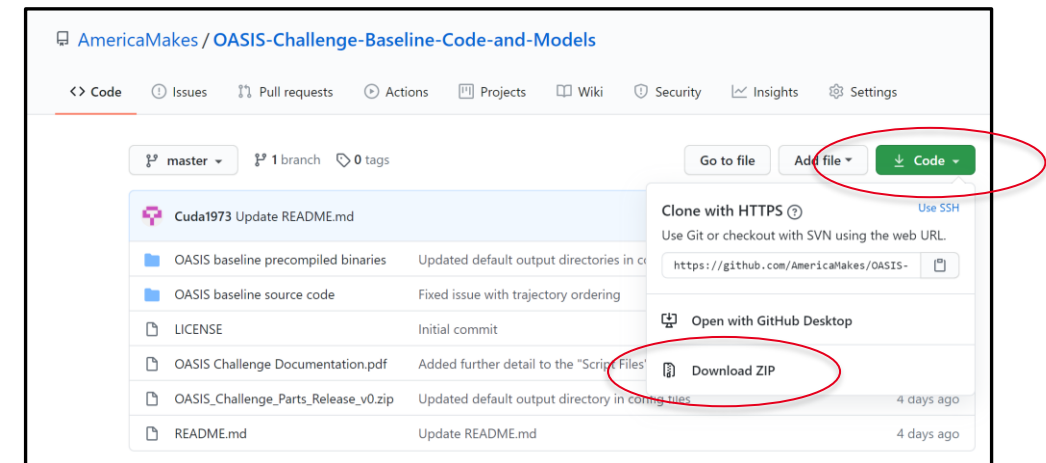 AmericaMakes / OASIS-Challenge-Baseline-Code-and-Models
<> Code Issues Pull requests Actions Projects Wiki Security Insights Settings
master 1 branch 0 tags Go to file Add file Code
Cuda1973 Update README.md
Clone with HTTPS Use SSH
Use Git or checkout with SVN using the web URL.
https://github.com/AmericaMakes/OASIS-
Open with GitHub Desktop
Download ZIP
OASIS baseline precompiled binaries Updated default output directories in co
OASIS baseline source code Fixed issue with trajectory ordering
LICENSE Initial commit
OASIS Challenge Documentation.pdf Added further detail to the "Script Files"
OASIS_Challenge_Parts_Release_v0.zip Updated default output directory in config files 4 days ago
README.md Update README.md 4 days ago